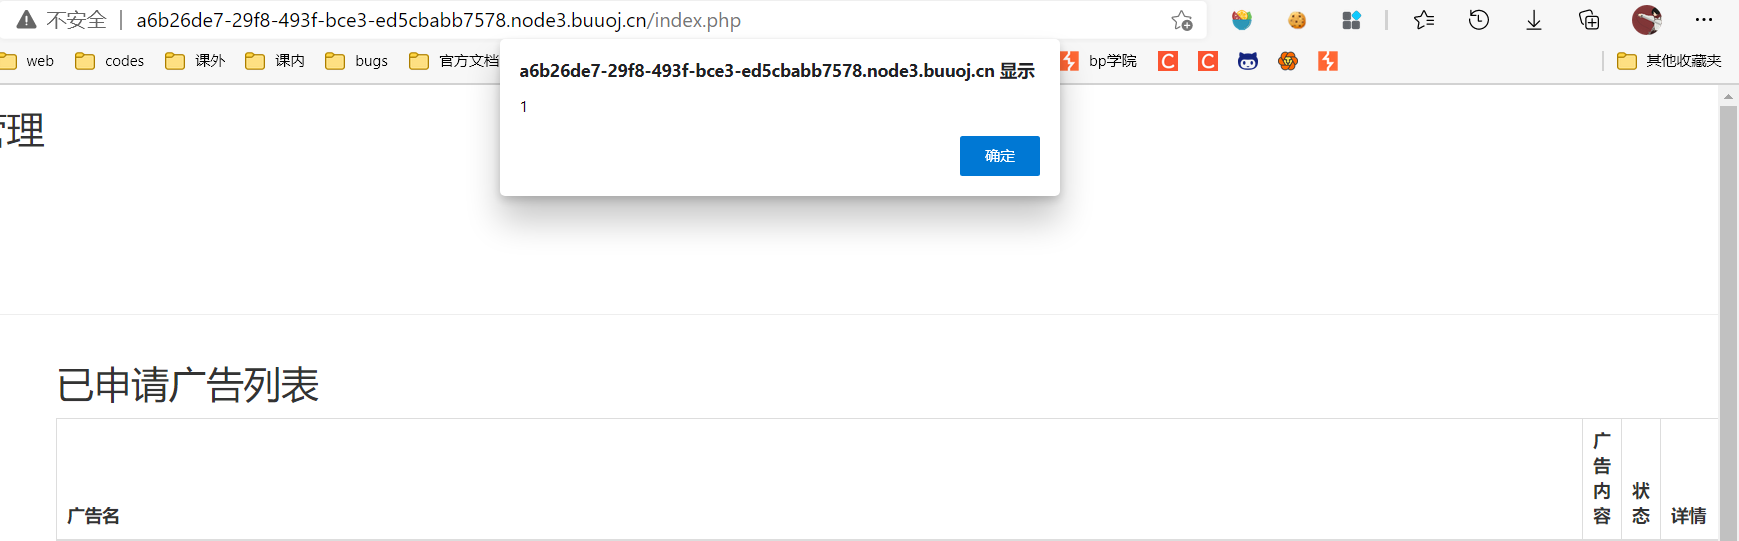 不安全 a6b26de7-29f8-493f-bce3-ed5cbabb7578.node3.buuoj.cn/index.php
web codes 课外 课内 bugs 官方文档 bp学院 其他收藏夹
a6b26de7-29f8-493f-bce3-ed5cbabb7578.node3.buuoj.cn 显示
1
确定
管理
已申请广告列表
广告名 广告内容 状态 详情